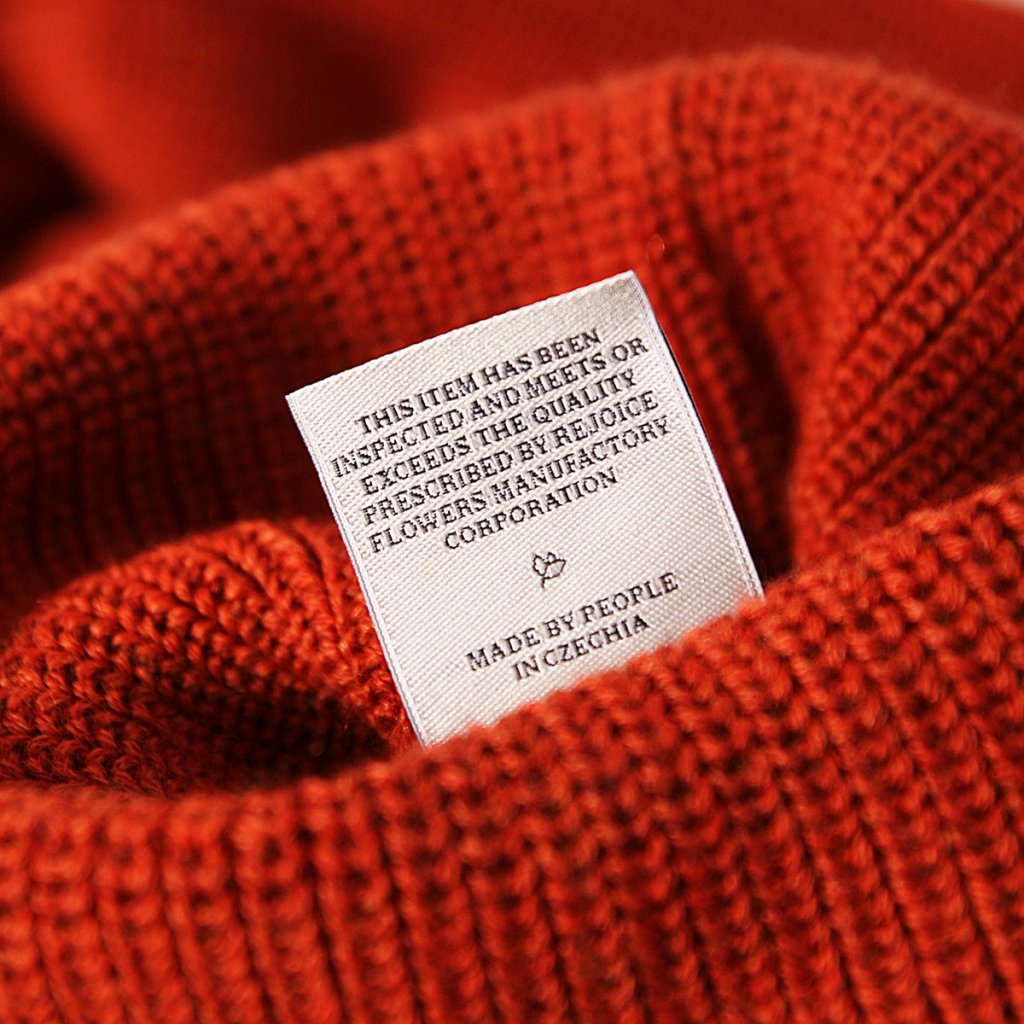 THIS ITEM HAS BEEN
INSPECTED AND MEETS OR
EXCEEDS THE QUALITY
PRESCRIBED BY REJOICE
FLOWERS MANUFACTORY
CORPORATION
MADE BY PEOPLE
IN CZECHIA